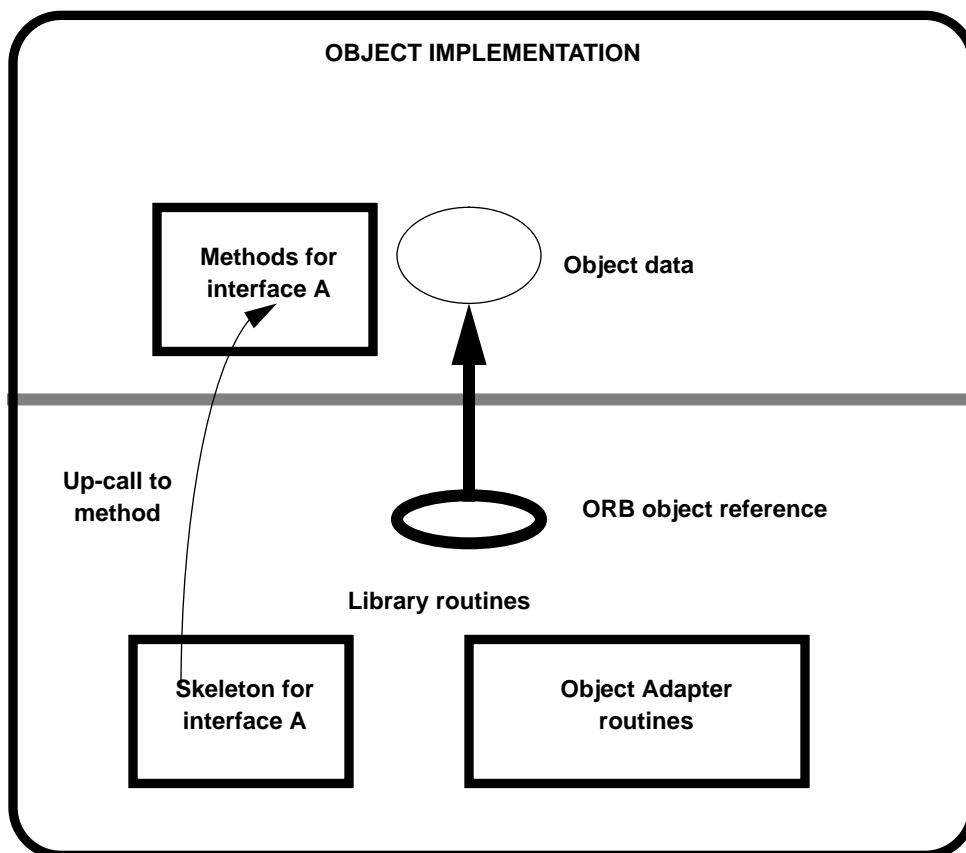 OBJECT IMPLEMENTATION
Methods for
interface A
Object data
Up-call to
method
ORB object reference
Library routines
Skeleton for
interface A
Object Adapter
routines